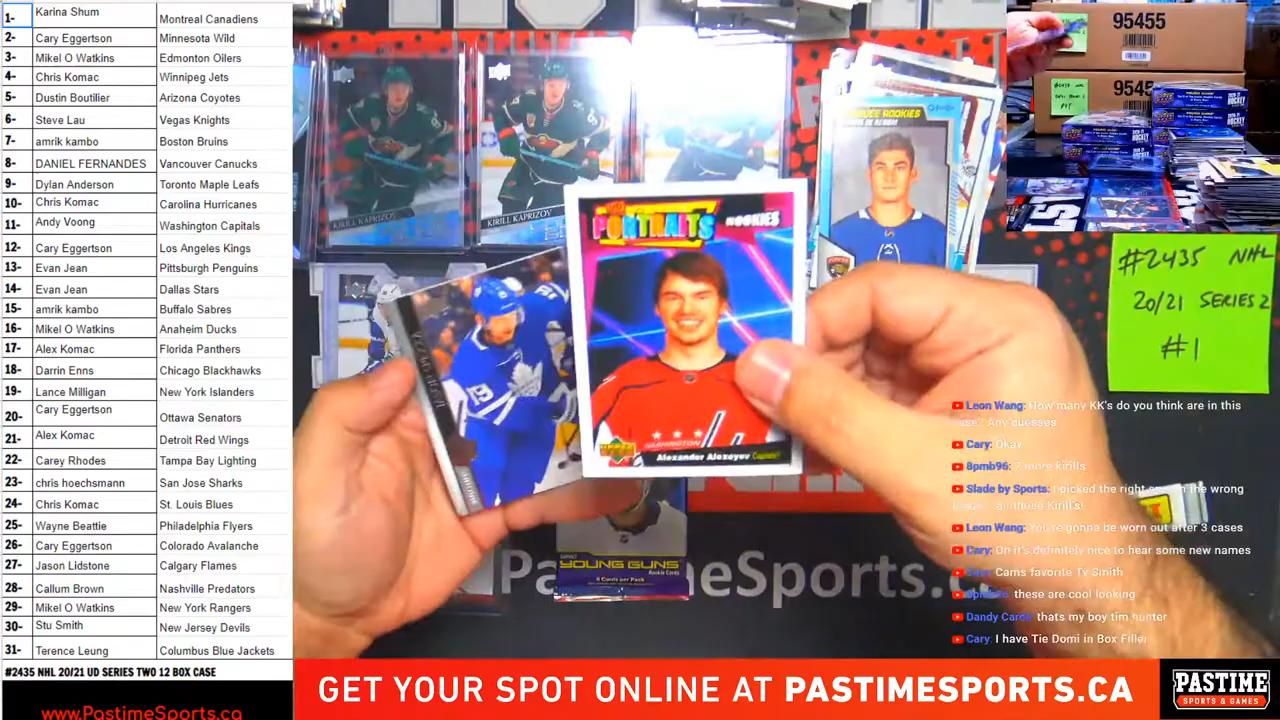 1- Karina Shum Montreal Canadiens
2- Cary Eggertson Minnesota Wild
3- Mikel O Watkins Edmonton Oilers
4- Chris Komac Winnipeg Jets
5- Dustin Boutilier Arizona Coyotes
6- Steve Lau Vegas Knights
7- amrik kambo Boston Bruins
8- DANIEL FERNANDES Vancouver Canucks
9- Dylan Anderson Toronto Maple Leafs
10- Chris Komac Carolina Hurricanes
11- Andy Voong Washington Capitals
12- Cary Eggertson Los Angeles Kings
13- Evan Jean Pittsburgh Penguins
14- Evan Jean Dallas Stars
15- amrik kambo Buffalo Sabres
16- Mikel O Watkins Anaheim Ducks
17- Alex Komac Florida Panthers
18- Darrin Enns Chicago Blackhawks
19- Lance Milligan New York Islanders
20- Cary Eggertson Ottawa Senators
21- Alex Komac Detroit Red Wings
22- Carey Rhodes Tampa Bay Lighting
23- chris hoechsmann San Jose Sharks
24- Chris Komac St. Louis Blues
25- Wayne Beattie Philadelphia Flyers
26- Cary Eggertson Colorado Avalanche
27- Jason Lidstone Calgary Flames
28- Callum Brown Nashville Predators
29- Mikel O Watkins New York Rangers
30- Stu Smith New Jersey Devils
31- Terence Leung Columbus Blue Jackets
#2435 NHL 20/21 UD SERIES TWO 12 BOX CASE
www.PastimeSports.ca
KIRILL KAPRIZOV
KIRILL KAPRIZOV
ROOKIES
PORTRAITS ROOKIES
WASHINGTON
Alexander Alexeyev Capitals
YOUNG GUNS
Rookie Cards
8 Cards per Pack
95455
#2435 NHL
20/21 SERIES 2
#1
Leon Wang: How many KK's do you think are in this
case? Any guesses
Cary: Okay
8pmb96: 7 more kirills
Slade by Sports: I picked the right in the wrong
Kirill's!
Leon Wang: You're gonna be worn out after 3 cases
Cary: Oh it's definitely nice to hear some new names
Cams favorite Ty Smith
these are cool looking
Dandy Cards: thats my boy tim hunter
Cary: I have Tie Domi in Box Filler
GET YOUR SPOT ONLINE AT PASTIMESPORTS.CA
PASTIME
SPORTS & GAMES